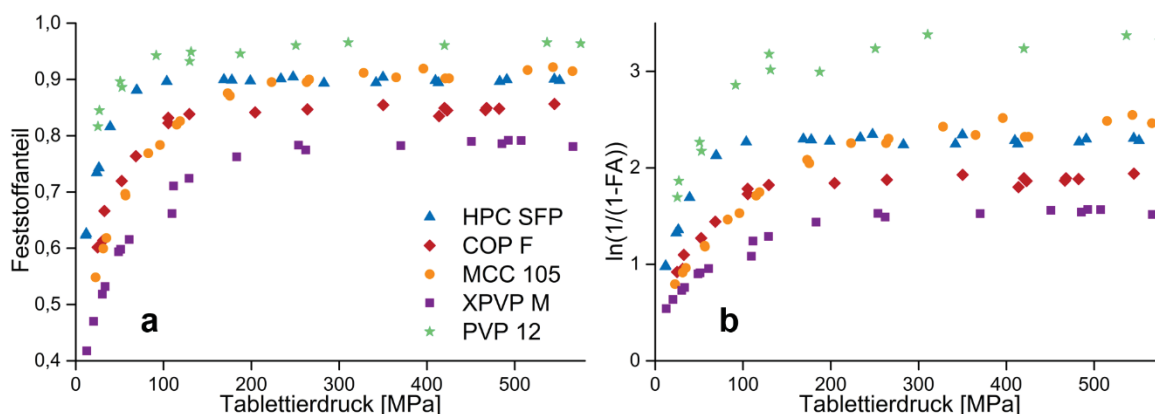 Feststoffanteil
1,0
0,9
0,8
0,7
0,6
0,5
0,4
0
100
200
300
400
500
Tablettierdruck [MPa]
HPC SFP
COP F
MCC 105
XPVP M
PVP 12
a
ln(1/(1-FA))
3
2
1
0
0
100
200
300
400
500
Tablettierdruck [MPa]
b